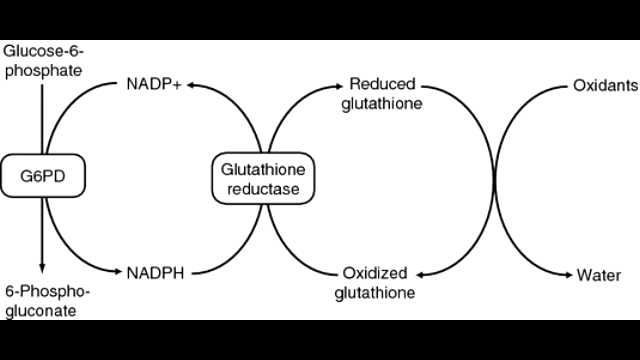 Glucose-6-
phosphate
NADP+
Reduced
glutathione
Oxidants
G6PD
Glutathione
reductase
NADPH
Oxidized
glutathione
Water
6-Phospho-
gluconate